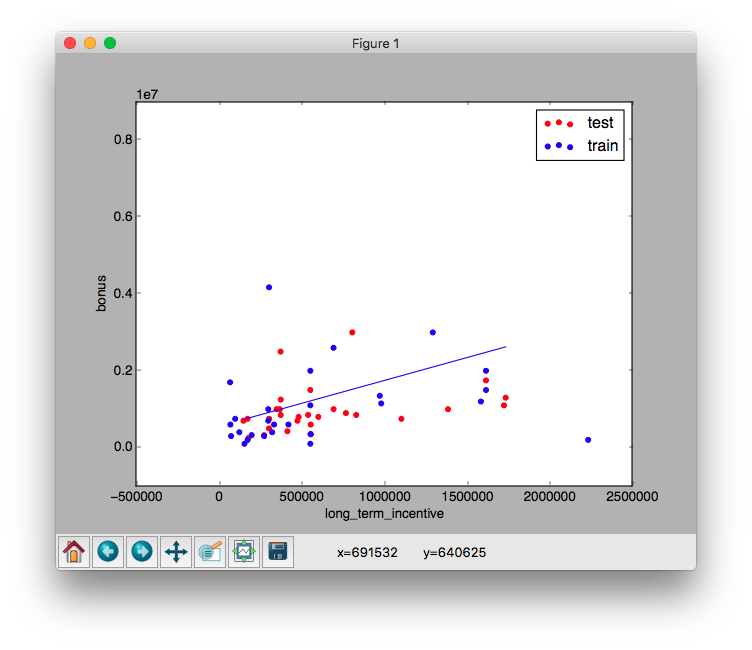 Figure 1
1e7
test
train
0.8
0.6
0.4
0.2
0.0
bonus
−500000 0 500000 1000000 1500000 2000000 2500000
long_term_incentive
x=691532 y=640625